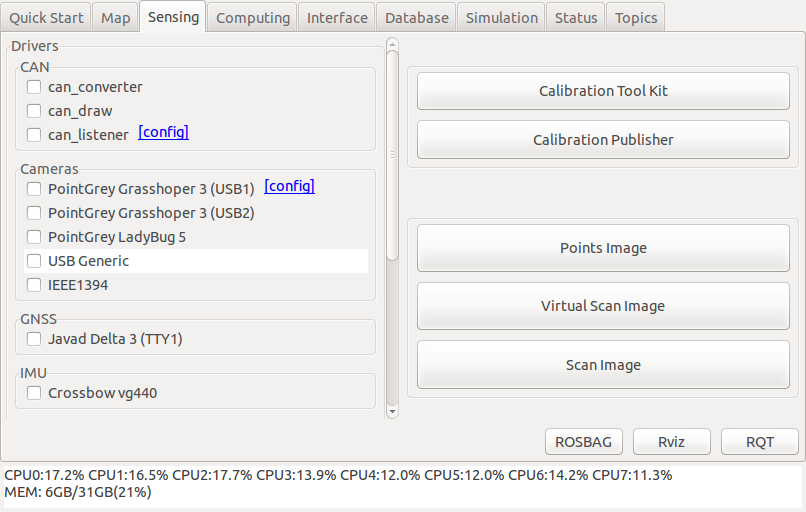 Quick Start Map Sensing Computing Interface Database Simulation Status Topics
Drivers
CAN
can_converter
can_draw
can_listener [config]
Cameras
PointGrey Grasshoper 3 (USB1) [config]
PointGrey Grasshoper 3 (USB2)
PointGrey LadyBug 5
USB Generic
IEEE1394
GNSS
Javad Delta 3 (TTY1)
IMU
Crossbow vg440
Calibration Tool Kit
Calibration Publisher
Points Image
Virtual Scan Image
Scan Image
ROSBAG Rviz RQT
CPU0:17.2% CPU1:16.5% CPU2:17.7% CPU3:13.9% CPU4:12.0% CPU5:12.0% CPU6:14.2% CPU7:11.3%
MEM: 6GB/31GB(21%)